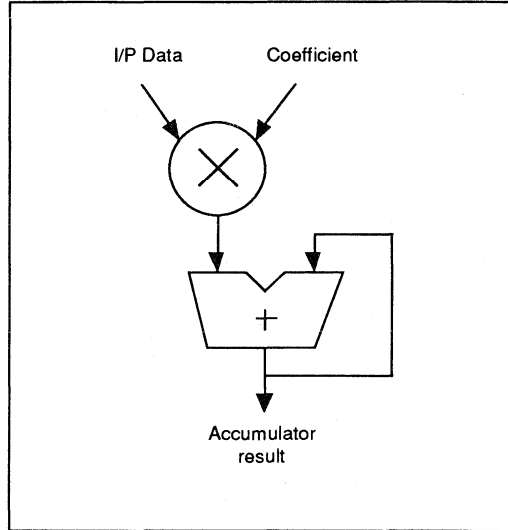 I/P Data
Coefficient
+
Accumulator
result